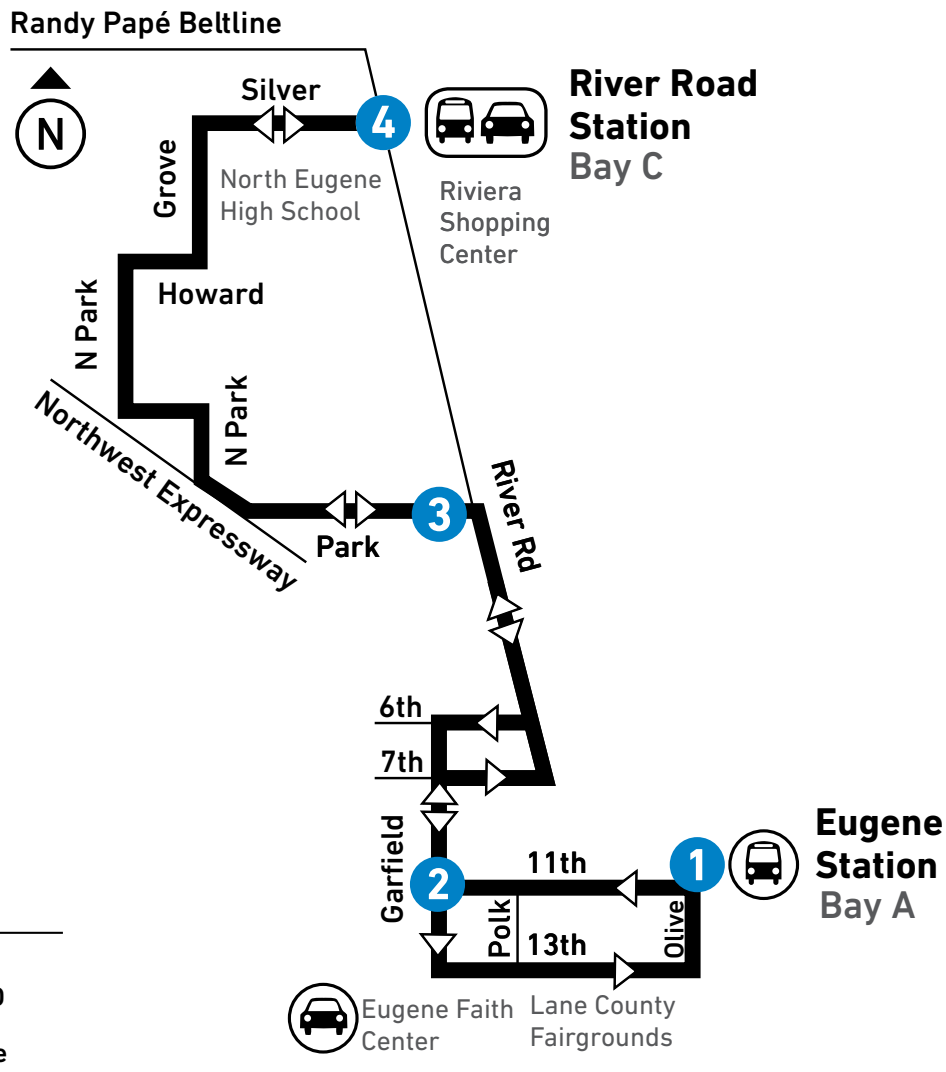 Randy Papé Beltline
N
Silver
4
River Road
Station
Bay C
Grove
North Eugene
High School
Riviera
Shopping
Center
Howard
N Park
N Park
Northwest Expressway
3
Park
River Rd
6th
7th
Garfield
2
11th
1
Eugene
Station
Bay A
Polk
13th
Olive
Eugene Faith
Center
Lane County
Fairgrounds